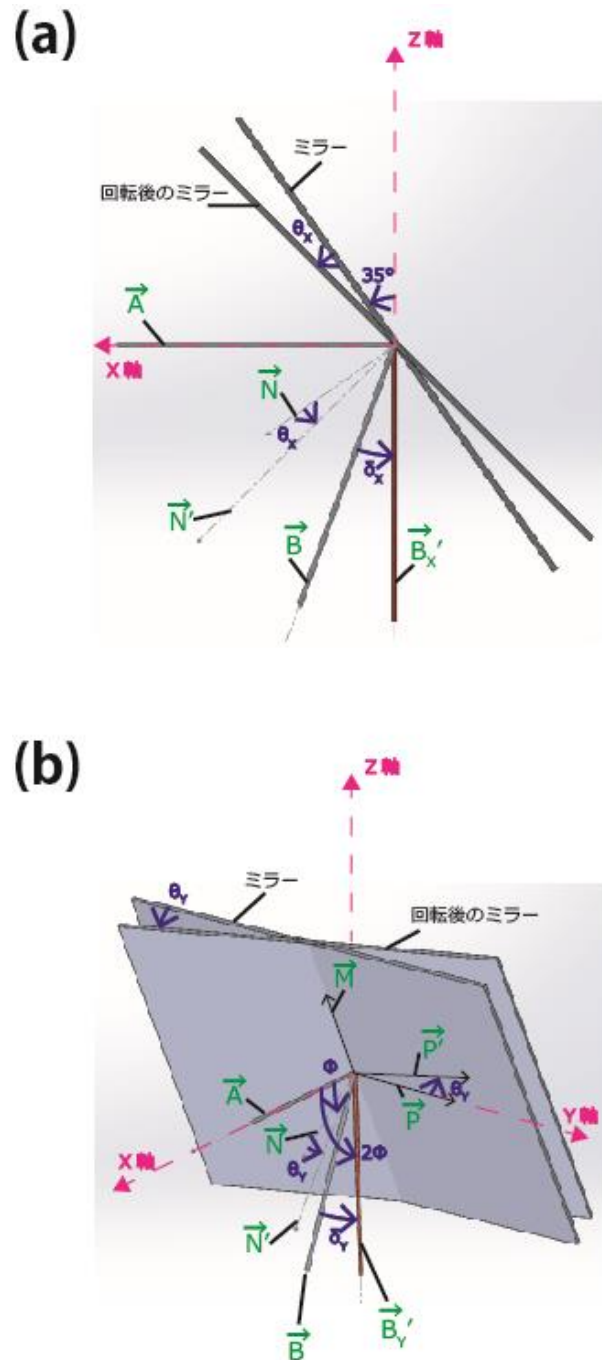 (a)
Z軸
ミラー
回転後のミラー
θX
35°
A
X軸
N
θX
δX
N′
B
BX′
(b)
Z軸
θY
ミラー
回転後のミラー
M
P′
Φ
θY
A
P
Y軸
N
X軸
θY
2Φ
N′
δY
B
BY′